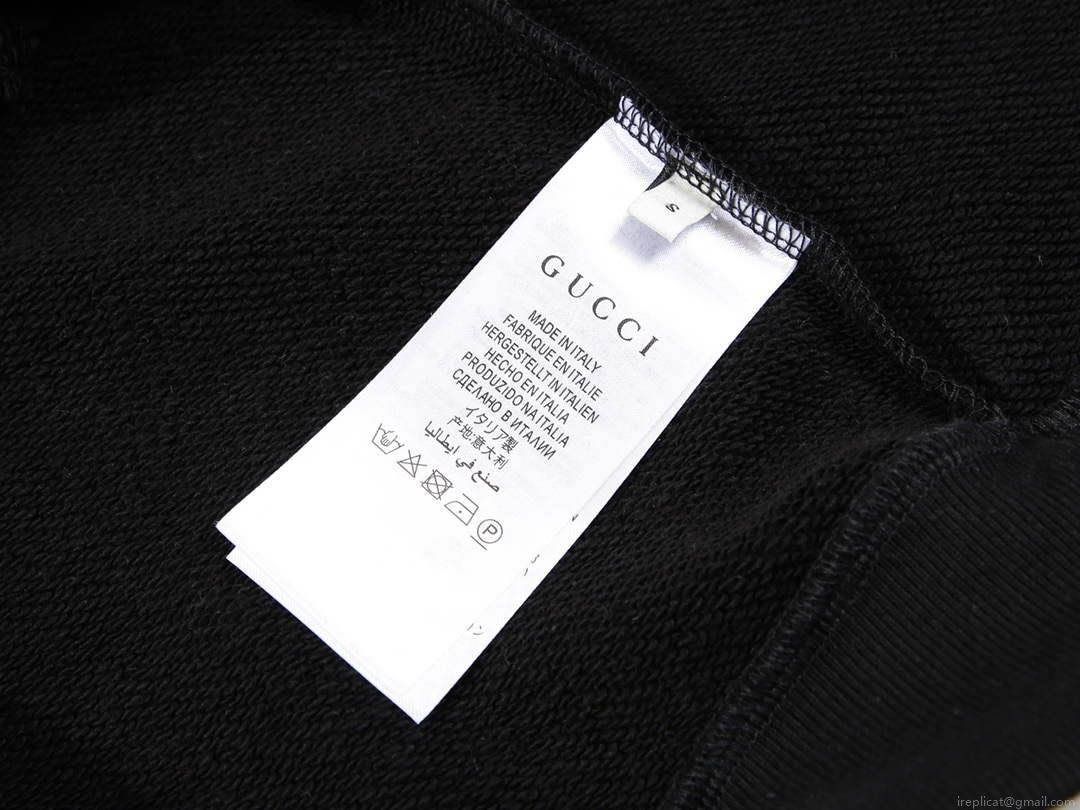 S
GUCCI
MADE IN ITALY
FABRIQUE EN ITALIE
HERGESTELLT IN ITALIEN
HECHO EN ITALIA
PRODUZIDO NA ITALIA
СДЕЛАНО В ИТАЛИИ
イタリア製
产地:意大利
صنع في ايطاليا
P
ireplicat@gmail.com